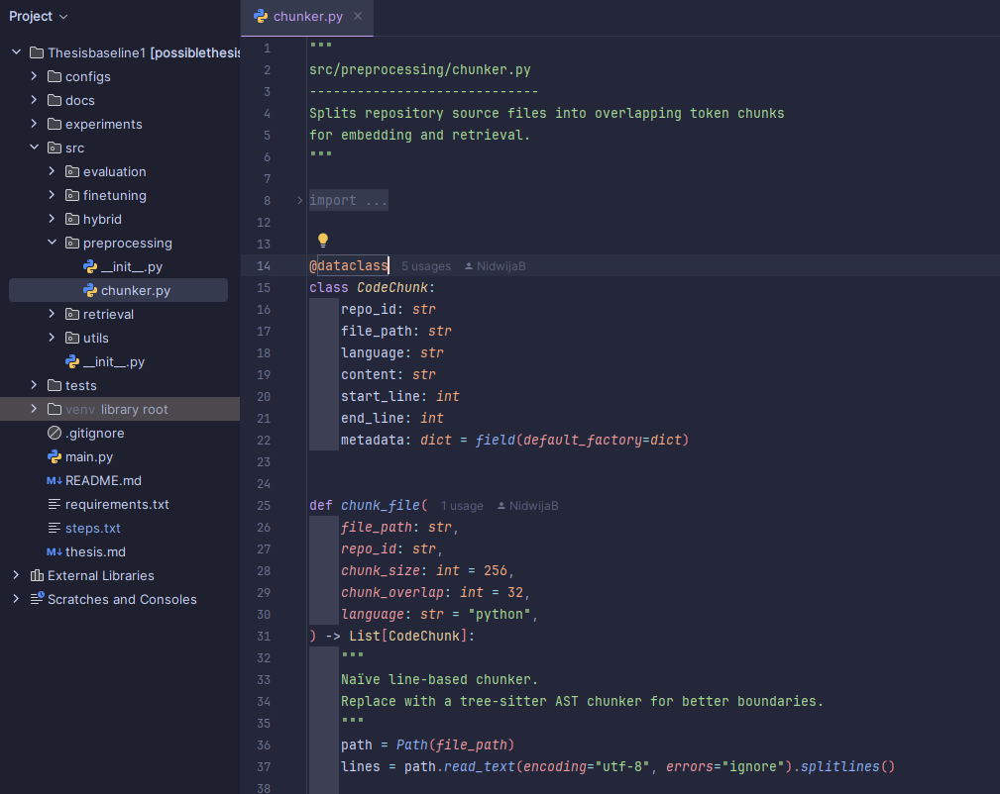 Project
chunker.py
Thesisbaseline1 [possiblethesis
configs
docs
experiments
src
evaluation
finetuning
hybrid
preprocessing
__init__.py
chunker.py
retrieval
utils
__init__.py
tests
venv library root
.gitignore
main.py
M↓ README.md
requirements.txt
steps.txt
M↓ thesis.md
External Libraries
Scratches and Consoles
1 """
2 src/preprocessing/chunker.py
3 -----------------------------
4 Splits repository source files into overlapping token chunks
5 for embedding and retrieval.
6 """
7
8 import ...
12
13
14 @dataclass 5 usages NidwijaB
15 class CodeChunk:
16 repo_id: str
17 file_path: str
18 language: str
19 content: str
20 start_line: int
21 end_line: int
22 metadata: dict = field(default_factory=dict)
23
24
25 def chunk_file( 1 usage NidwijaB
26 file_path: str,
27 repo_id: str,
28 chunk_size: int = 256,
29 chunk_overlap: int = 32,
30 language: str = "python",
31 ) -> List[CodeChunk]:
32 """
33 Naïve line-based chunker.
34 Replace with a tree-sitter AST chunker for better boundaries.
35 """
36 path = Path(file_path)
37 lines = path.read_text(encoding="utf-8", errors="ignore").splitlines()
38